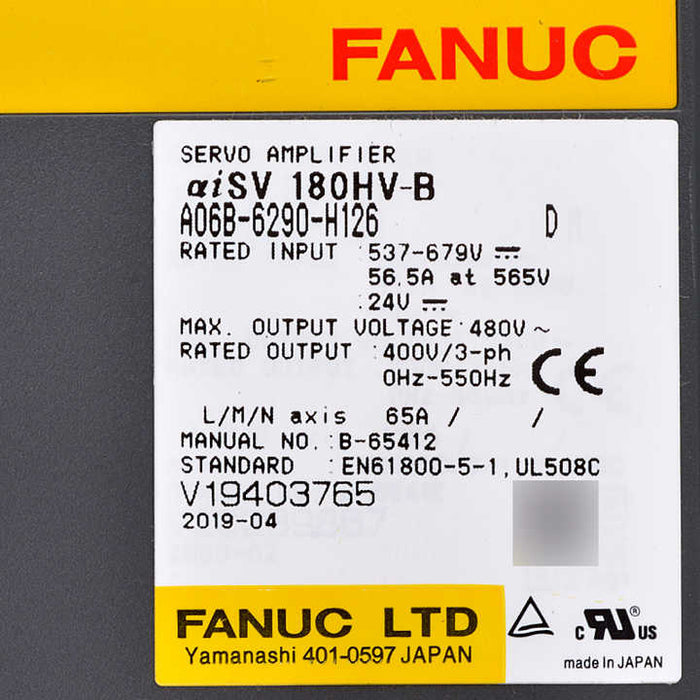 FANUC
SERVO AMPLIFIER
αiSV 180HV-B
A06B-6290-H126 D
RATED INPUT : 537-679V ⎓
56.5A at 565V
: 24V ⎓
MAX. OUTPUT VOLTAGE : 480V ~
RATED OUTPUT : 400V/3-ph
0Hz-550Hz
CE
L/M/N axis 65A / /
MANUAL NO. : B-65412
STANDARD : EN61800-5-1, UL508C
V19403765
2019-04
FANUC LTD
Yamanashi 401-0597 JAPAN
c RU ® US
made in JAPAN